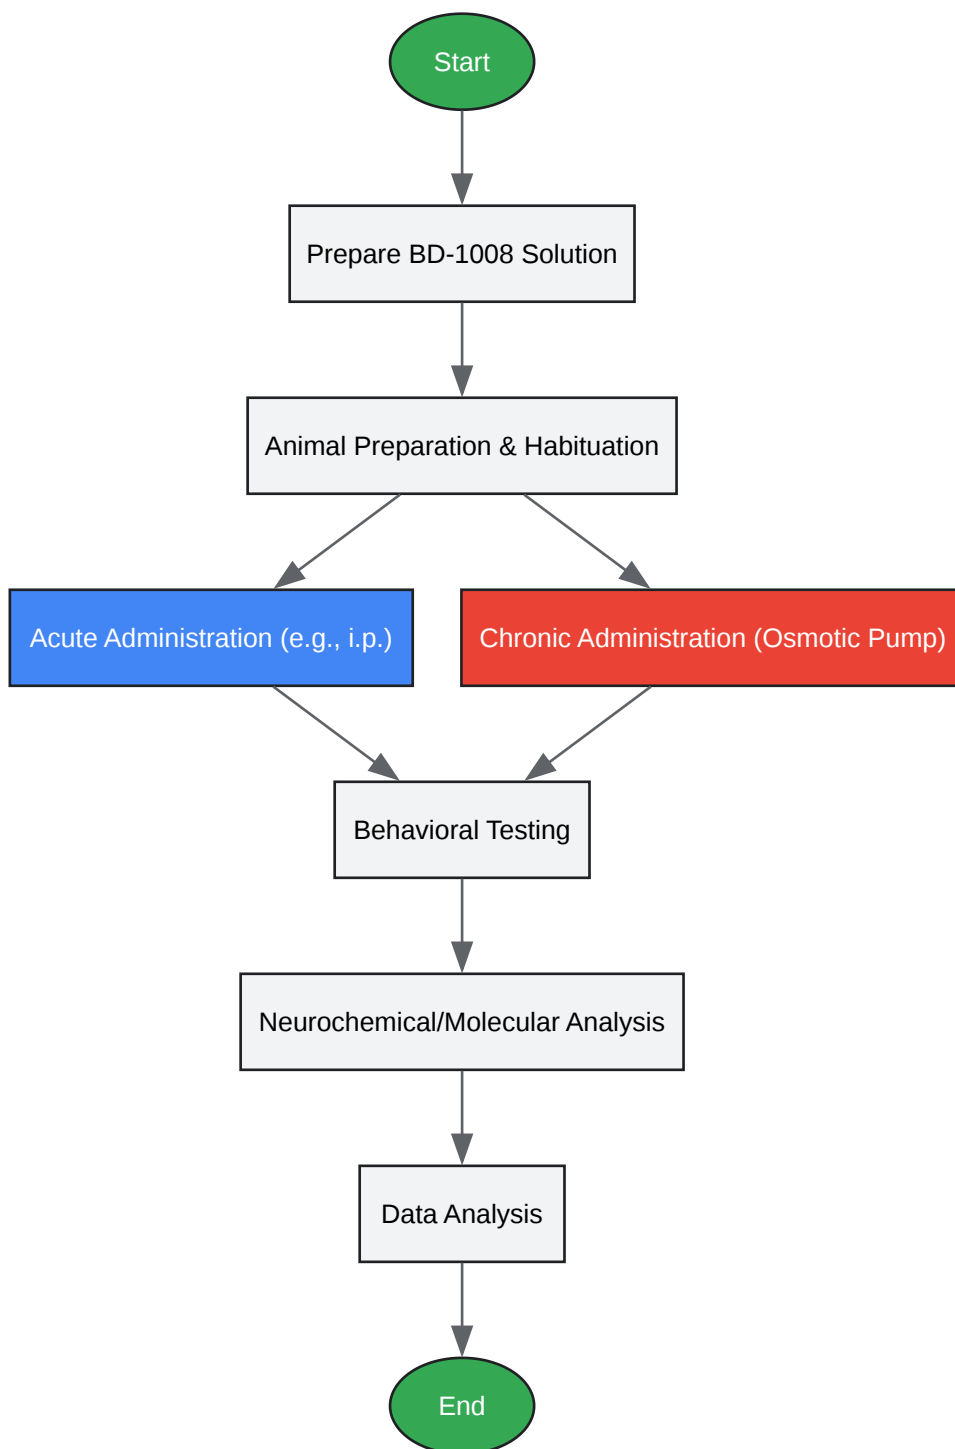 Start
Prepare BD-1008 Solution
Animal Preparation & Habituation
Acute Administration (e.g., i.p.)
Chronic Administration (Osmotic Pump)
Behavioral Testing
Neurochemical/Molecular Analysis
Data Analysis
End